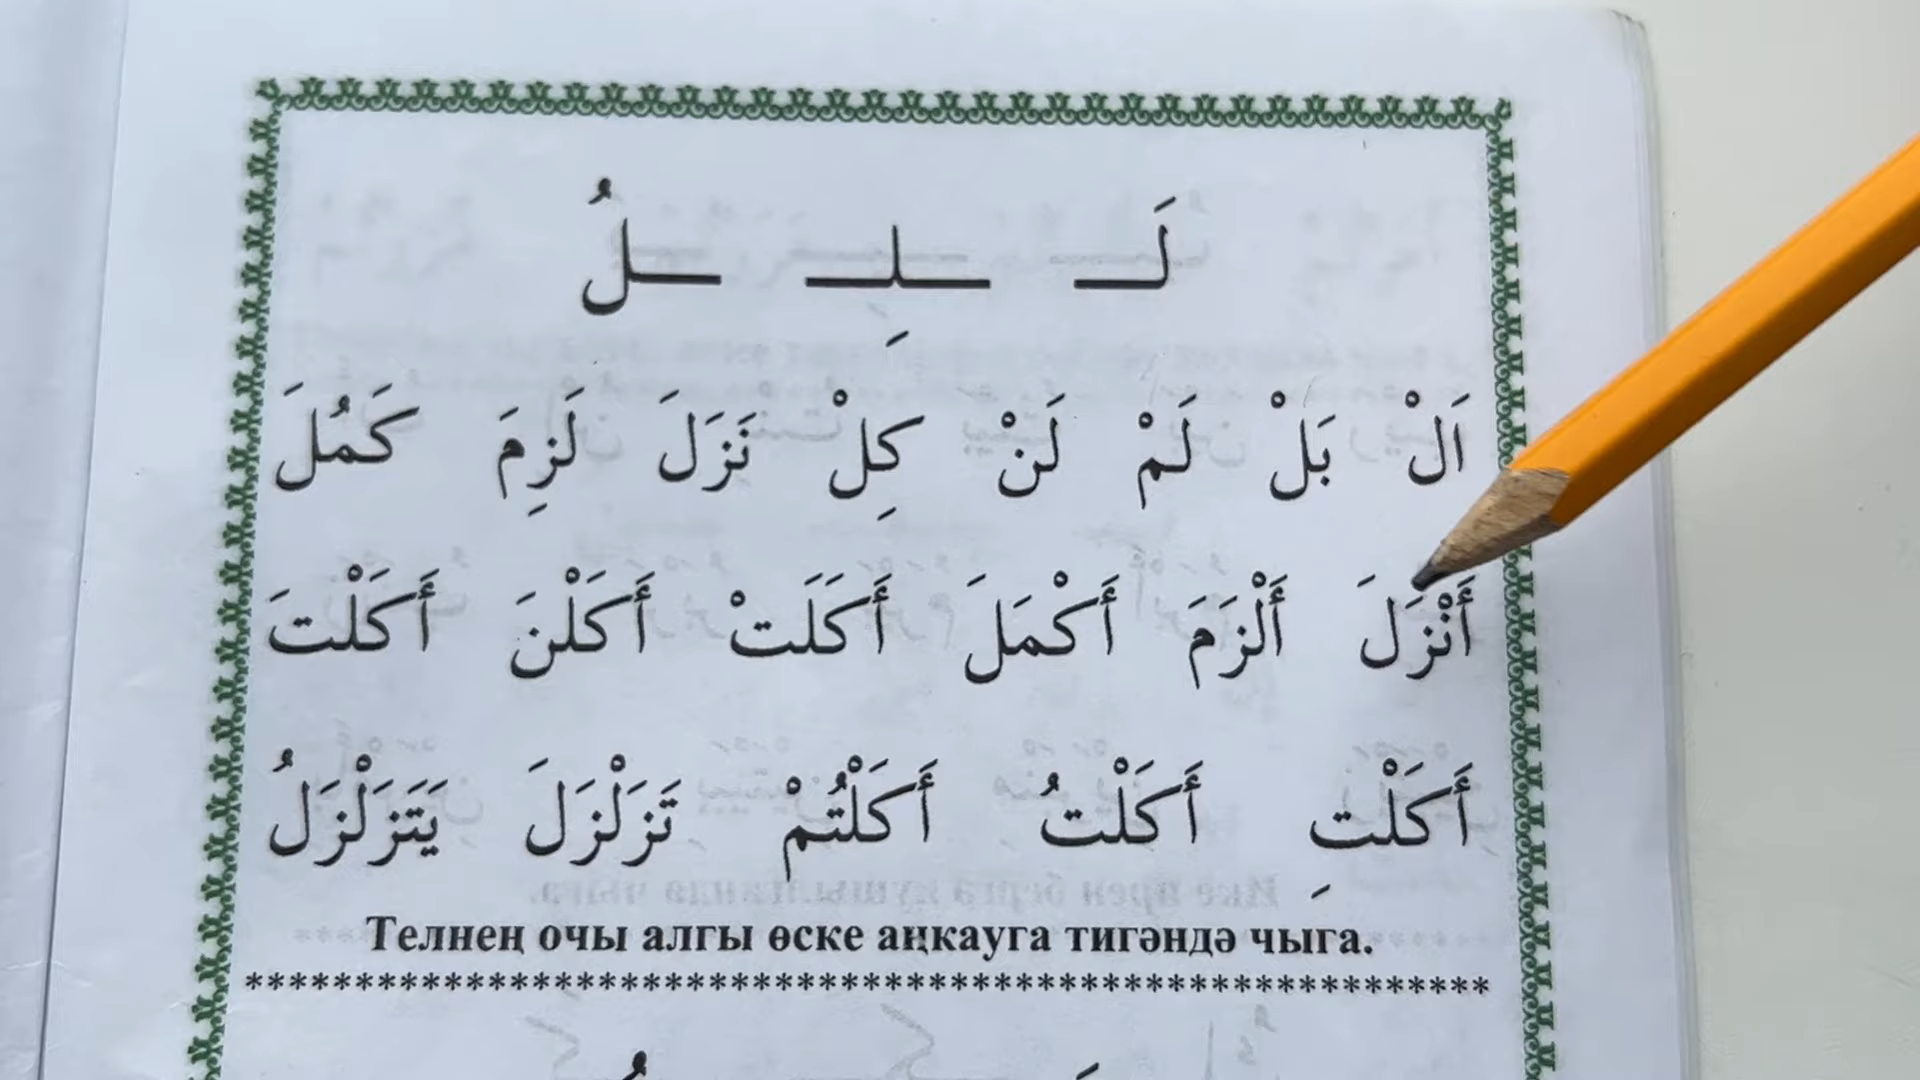 لَـ ـلِـ ـلُ
اَلْ بَلْ لَمْ لَنْ كِلْ نَزَلَ لَزِمَ كَمُلَ
أَنْزَلَ أَلْزَمَ أَكْمَلَ أَكَلَتْ أَكَلْنَ أَكَلْتَ
أَكَلْتِ أَكَلْتُ أَكَلْتُمْ تَزَلْزَلَ يَتَزَلْزَلُ
Телнең очы алгы өске аңкауга тигәндә чыга.